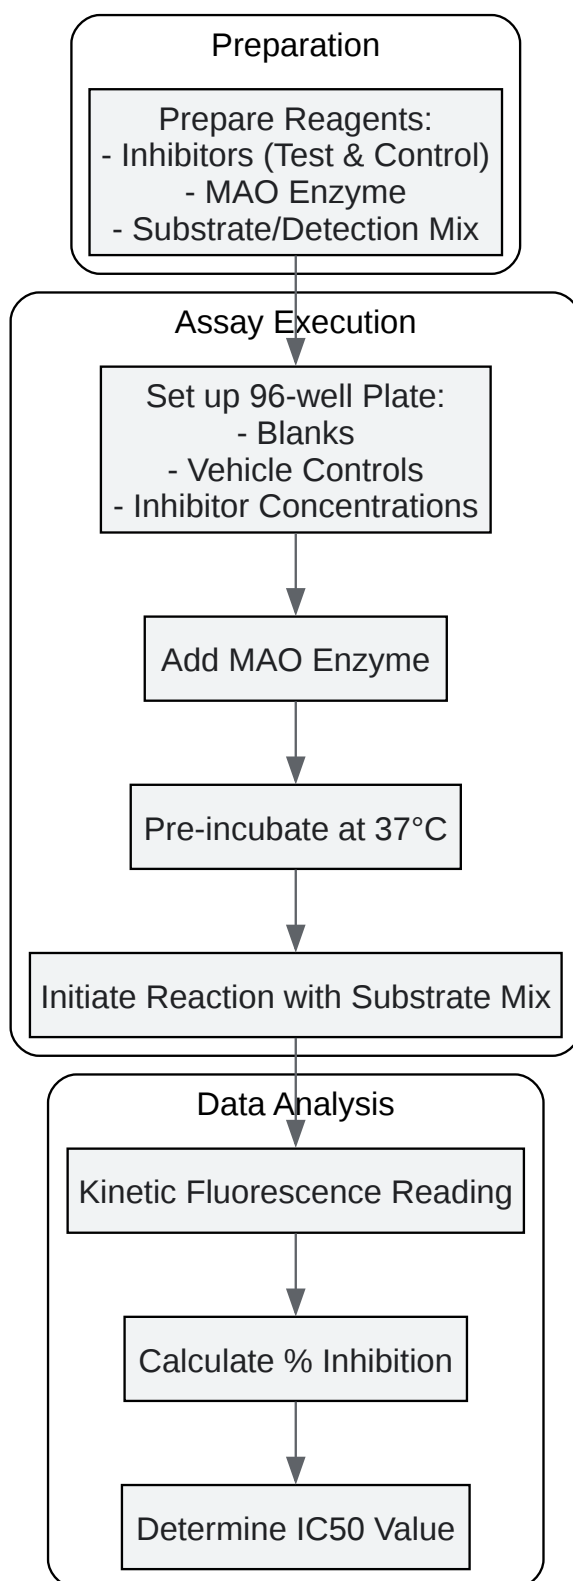 Preparation
Prepare Reagents:
- Inhibitors (Test & Control)
- MAO Enzyme
- Substrate/Detection Mix
Assay Execution
Set up 96-well Plate:
- Blanks
- Vehicle Controls
- Inhibitor Concentrations
Add MAO Enzyme
Pre-incubate at 37°C
Initiate Reaction with Substrate Mix
Data Analysis
Kinetic Fluorescence Reading
Calculate % Inhibition
Determine IC50 Value